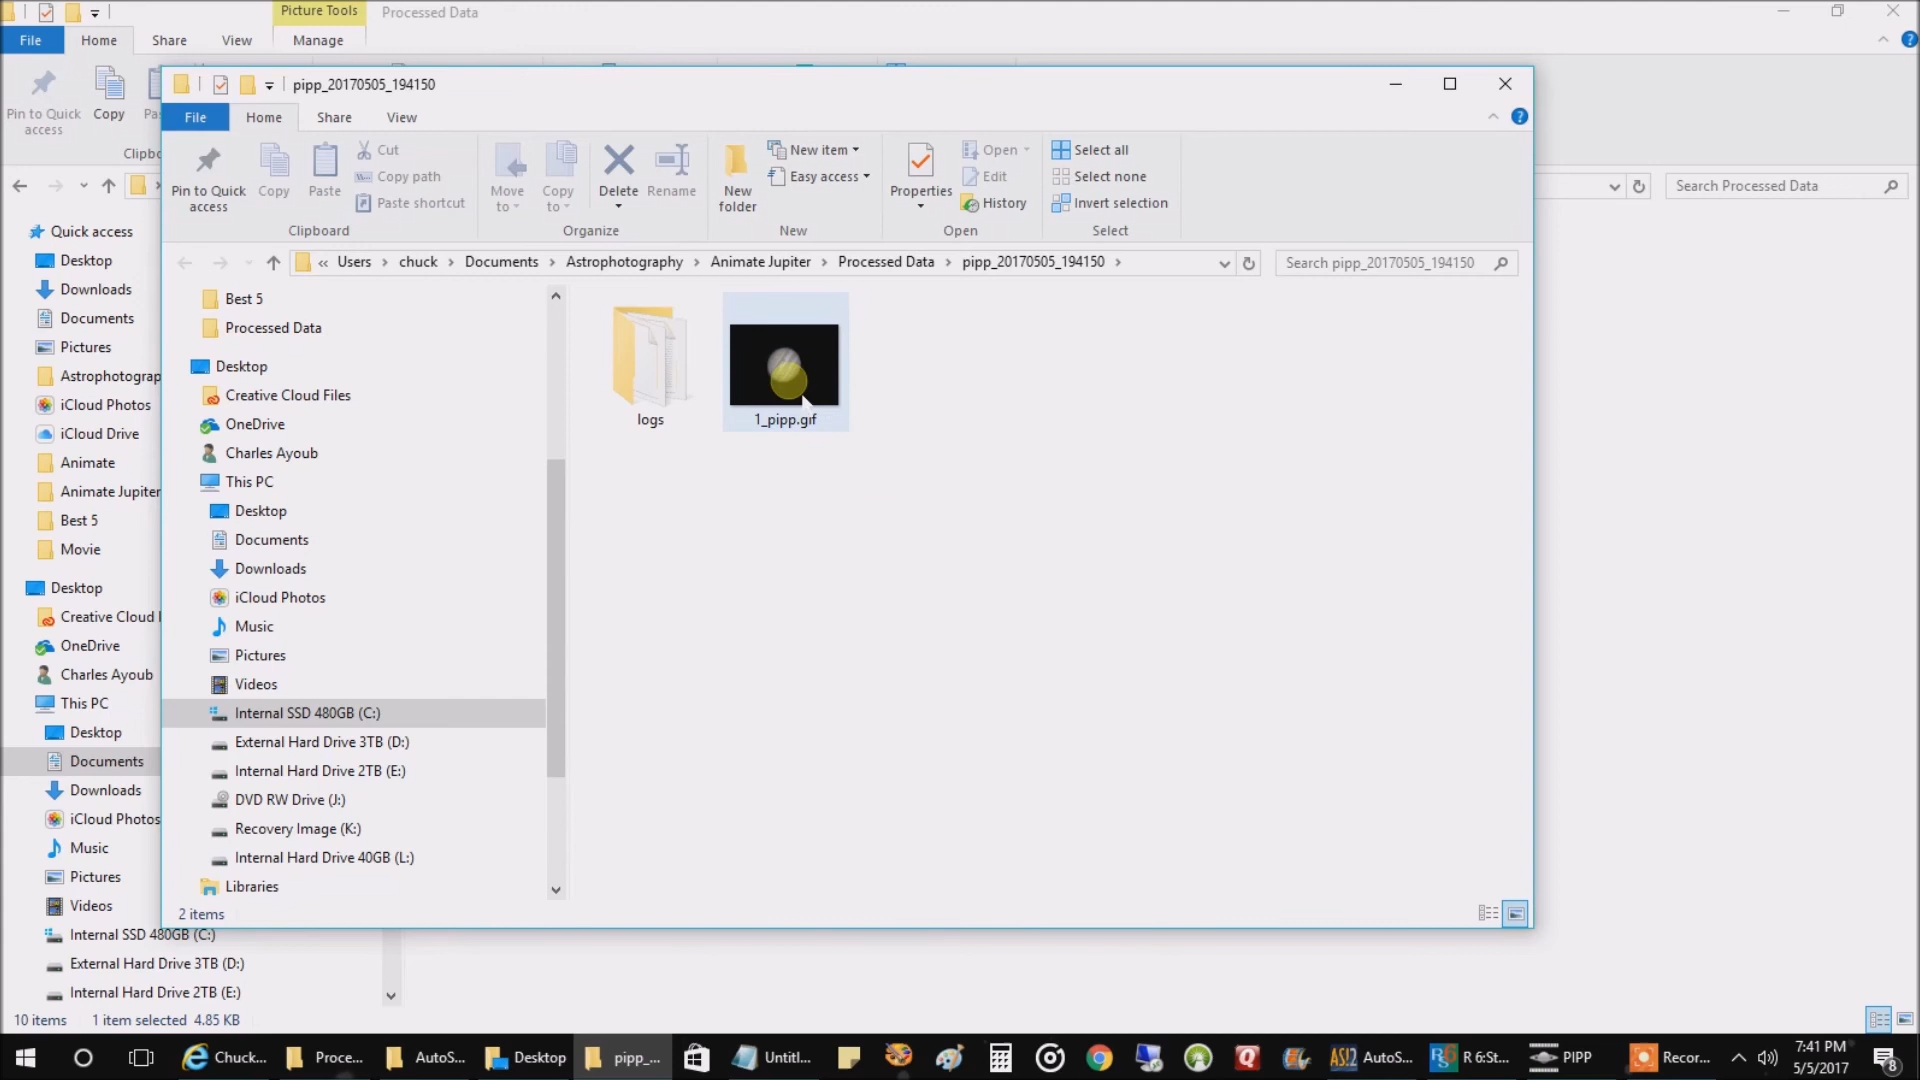 Picture Tools
Processed Data
File
Home
Share
View
Manage
Pin to Quick access
Copy
Search Processed Data
Quick access
Desktop
Downloads
Documents
Pictures
Astrophotograp
iCloud Photos
iCloud Drive
Animate
Animate Jupiter
Best 5
Movie
Desktop
Creative Cloud
OneDrive
Charles Ayoub
This PC
Desktop
Documents
Downloads
iCloud Photos
Music
Pictures
Videos
Internal SSD 480GB (C:)
External Hard Drive 3TB (D:)
Internal Hard Drive 2TB (E:)
10 items
1 item selected 4.85 KB
pipp_20170505_194150
File
Home
Share
View
Pin to Quick access
Copy
Paste
Cut
Copy path
Paste shortcut
Clipboard
Move to
Copy to
Delete
Rename
Organize
New folder
New item
Easy access
New
Properties
Open
Edit
History
Open
Select all
Select none
Invert selection
Select
« Users > chuck > Documents > Astrophotography > Animate Jupiter > Processed Data > pipp_20170505_194150 >
Search pipp_20170505_194150
Best 5
Processed Data
Desktop
Creative Cloud Files
OneDrive
Charles Ayoub
This PC
Desktop
Documents
Downloads
iCloud Photos
Music
Pictures
Videos
Internal SSD 480GB (C:)
External Hard Drive 3TB (D:)
Internal Hard Drive 2TB (E:)
DVD RW Drive (J:)
Recovery Image (K:)
Internal Hard Drive 40GB (L:)
Libraries
2 items
logs
1_pipp.gif
Chuck...
Proce...
AutoS...
Desktop
pipp_...
Untitl...
AS!2
AutoS...
R 6:St...
PIPP
Recor...
7:41 PM
5/5/2017
8